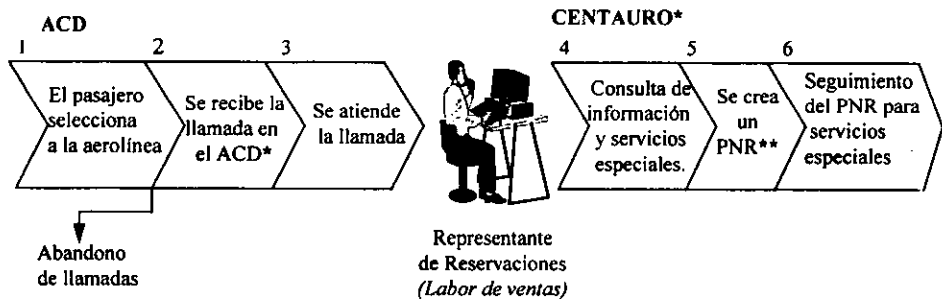 ACD
1
2
3
El pasajero
selecciona
a la aerolínea
Se recibe la
llamada en
el ACD*
Se atiende
la llamada
Abandono
de llamadas
Representante
de Reservaciones
(Labor de ventas)
CENTAURO*
4
5
6
Consulta de
información
y servicios
especiales.
Se crea
un
PNR**
Seguimiento
del PNR para
servicios
especiales